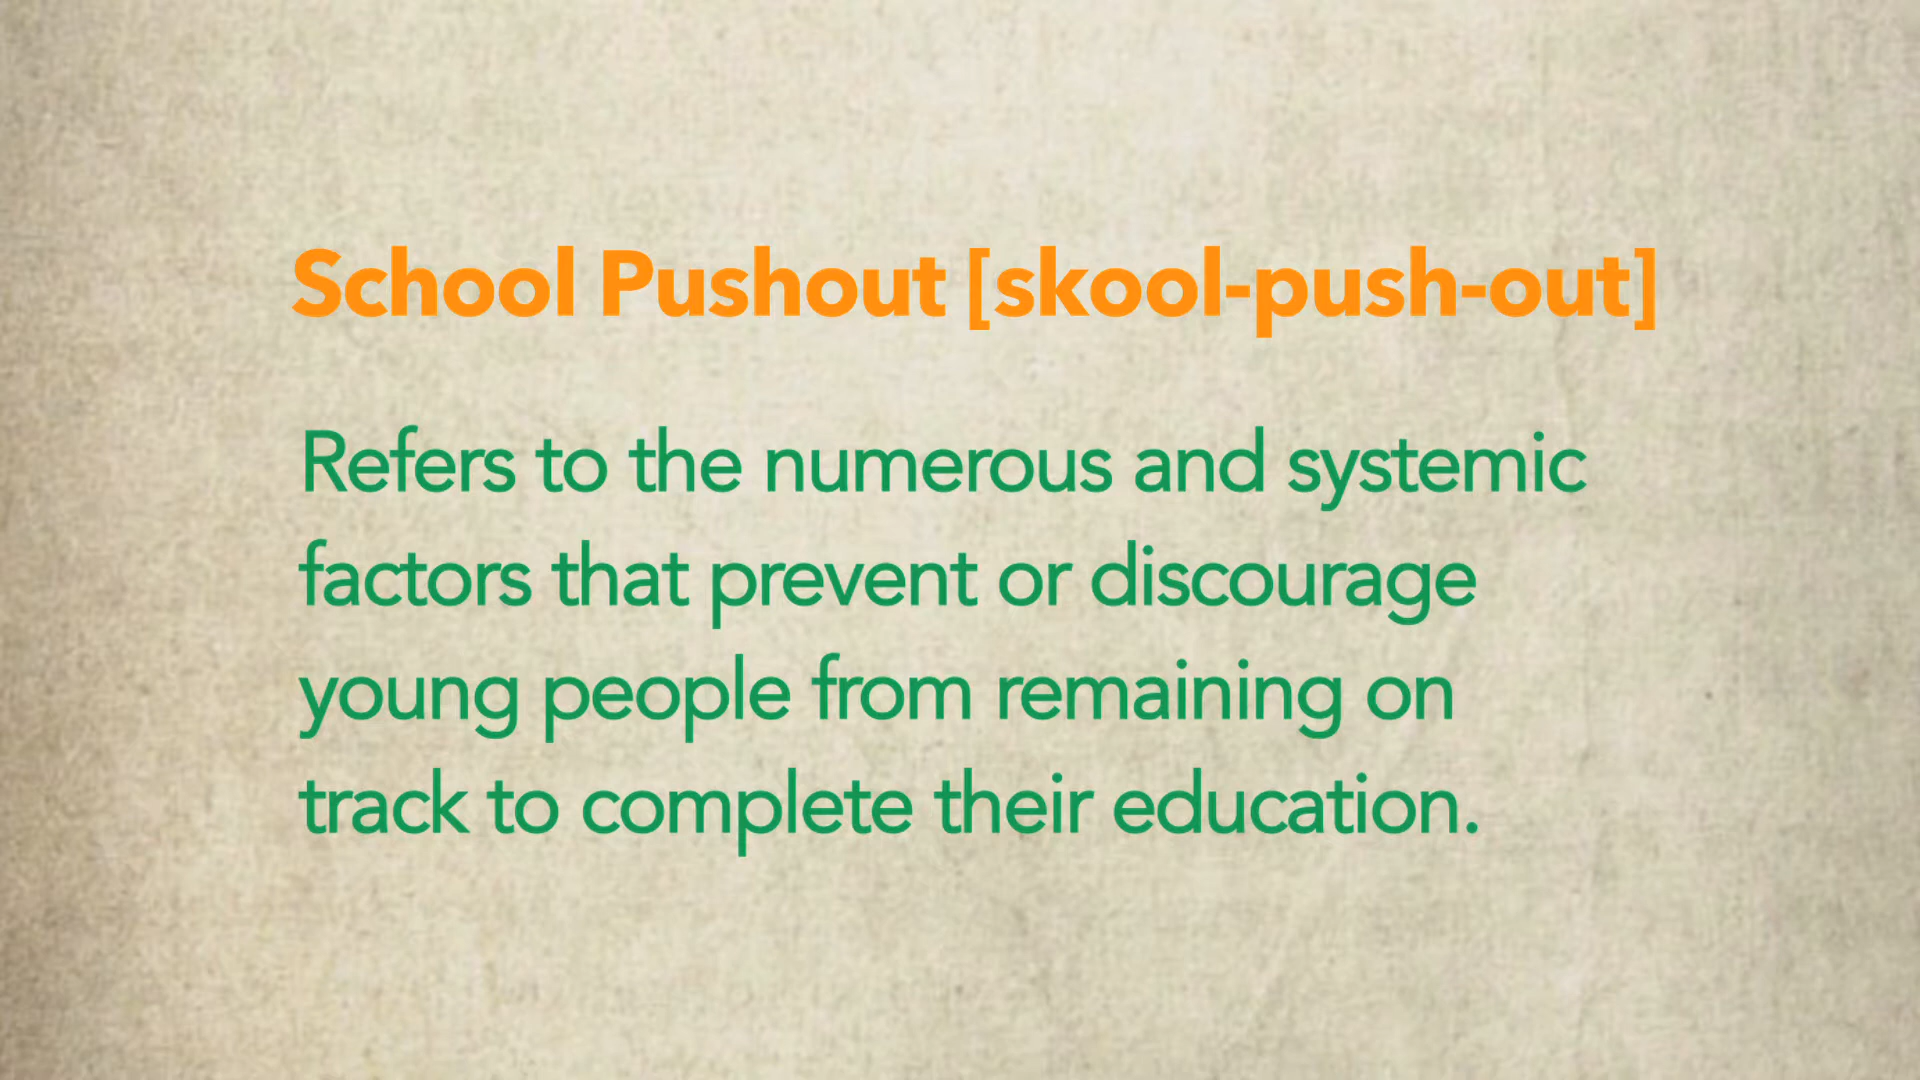 School Pushout [skool-push-out]
Refers to the numerous and systemic
factors that prevent or discourage
young people from remaining on
track to complete their education.